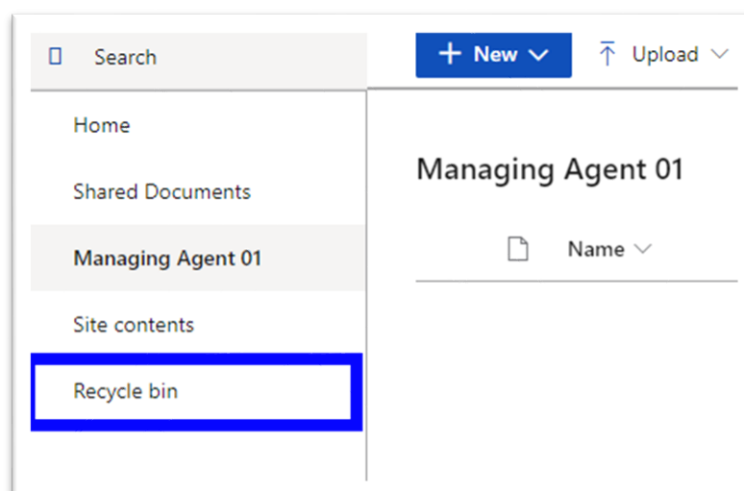 Search
New
Upload
Home
Shared Documents
Managing Agent 01
Site contents
Recycle bin
Managing Agent 01
Name